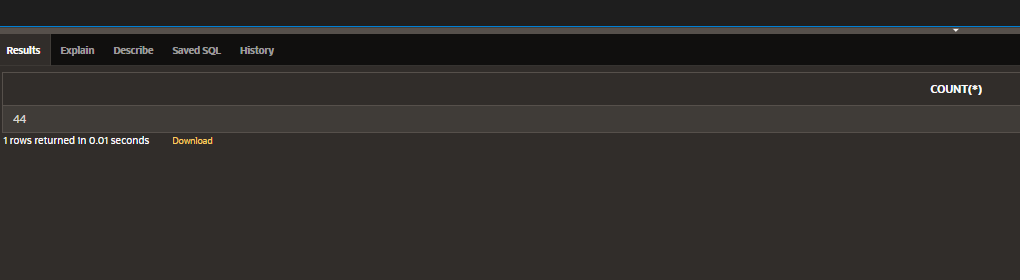 Results Explain Describe Saved SQL History
COUNT(*)
44
1 rows returned in 0.01 seconds Download